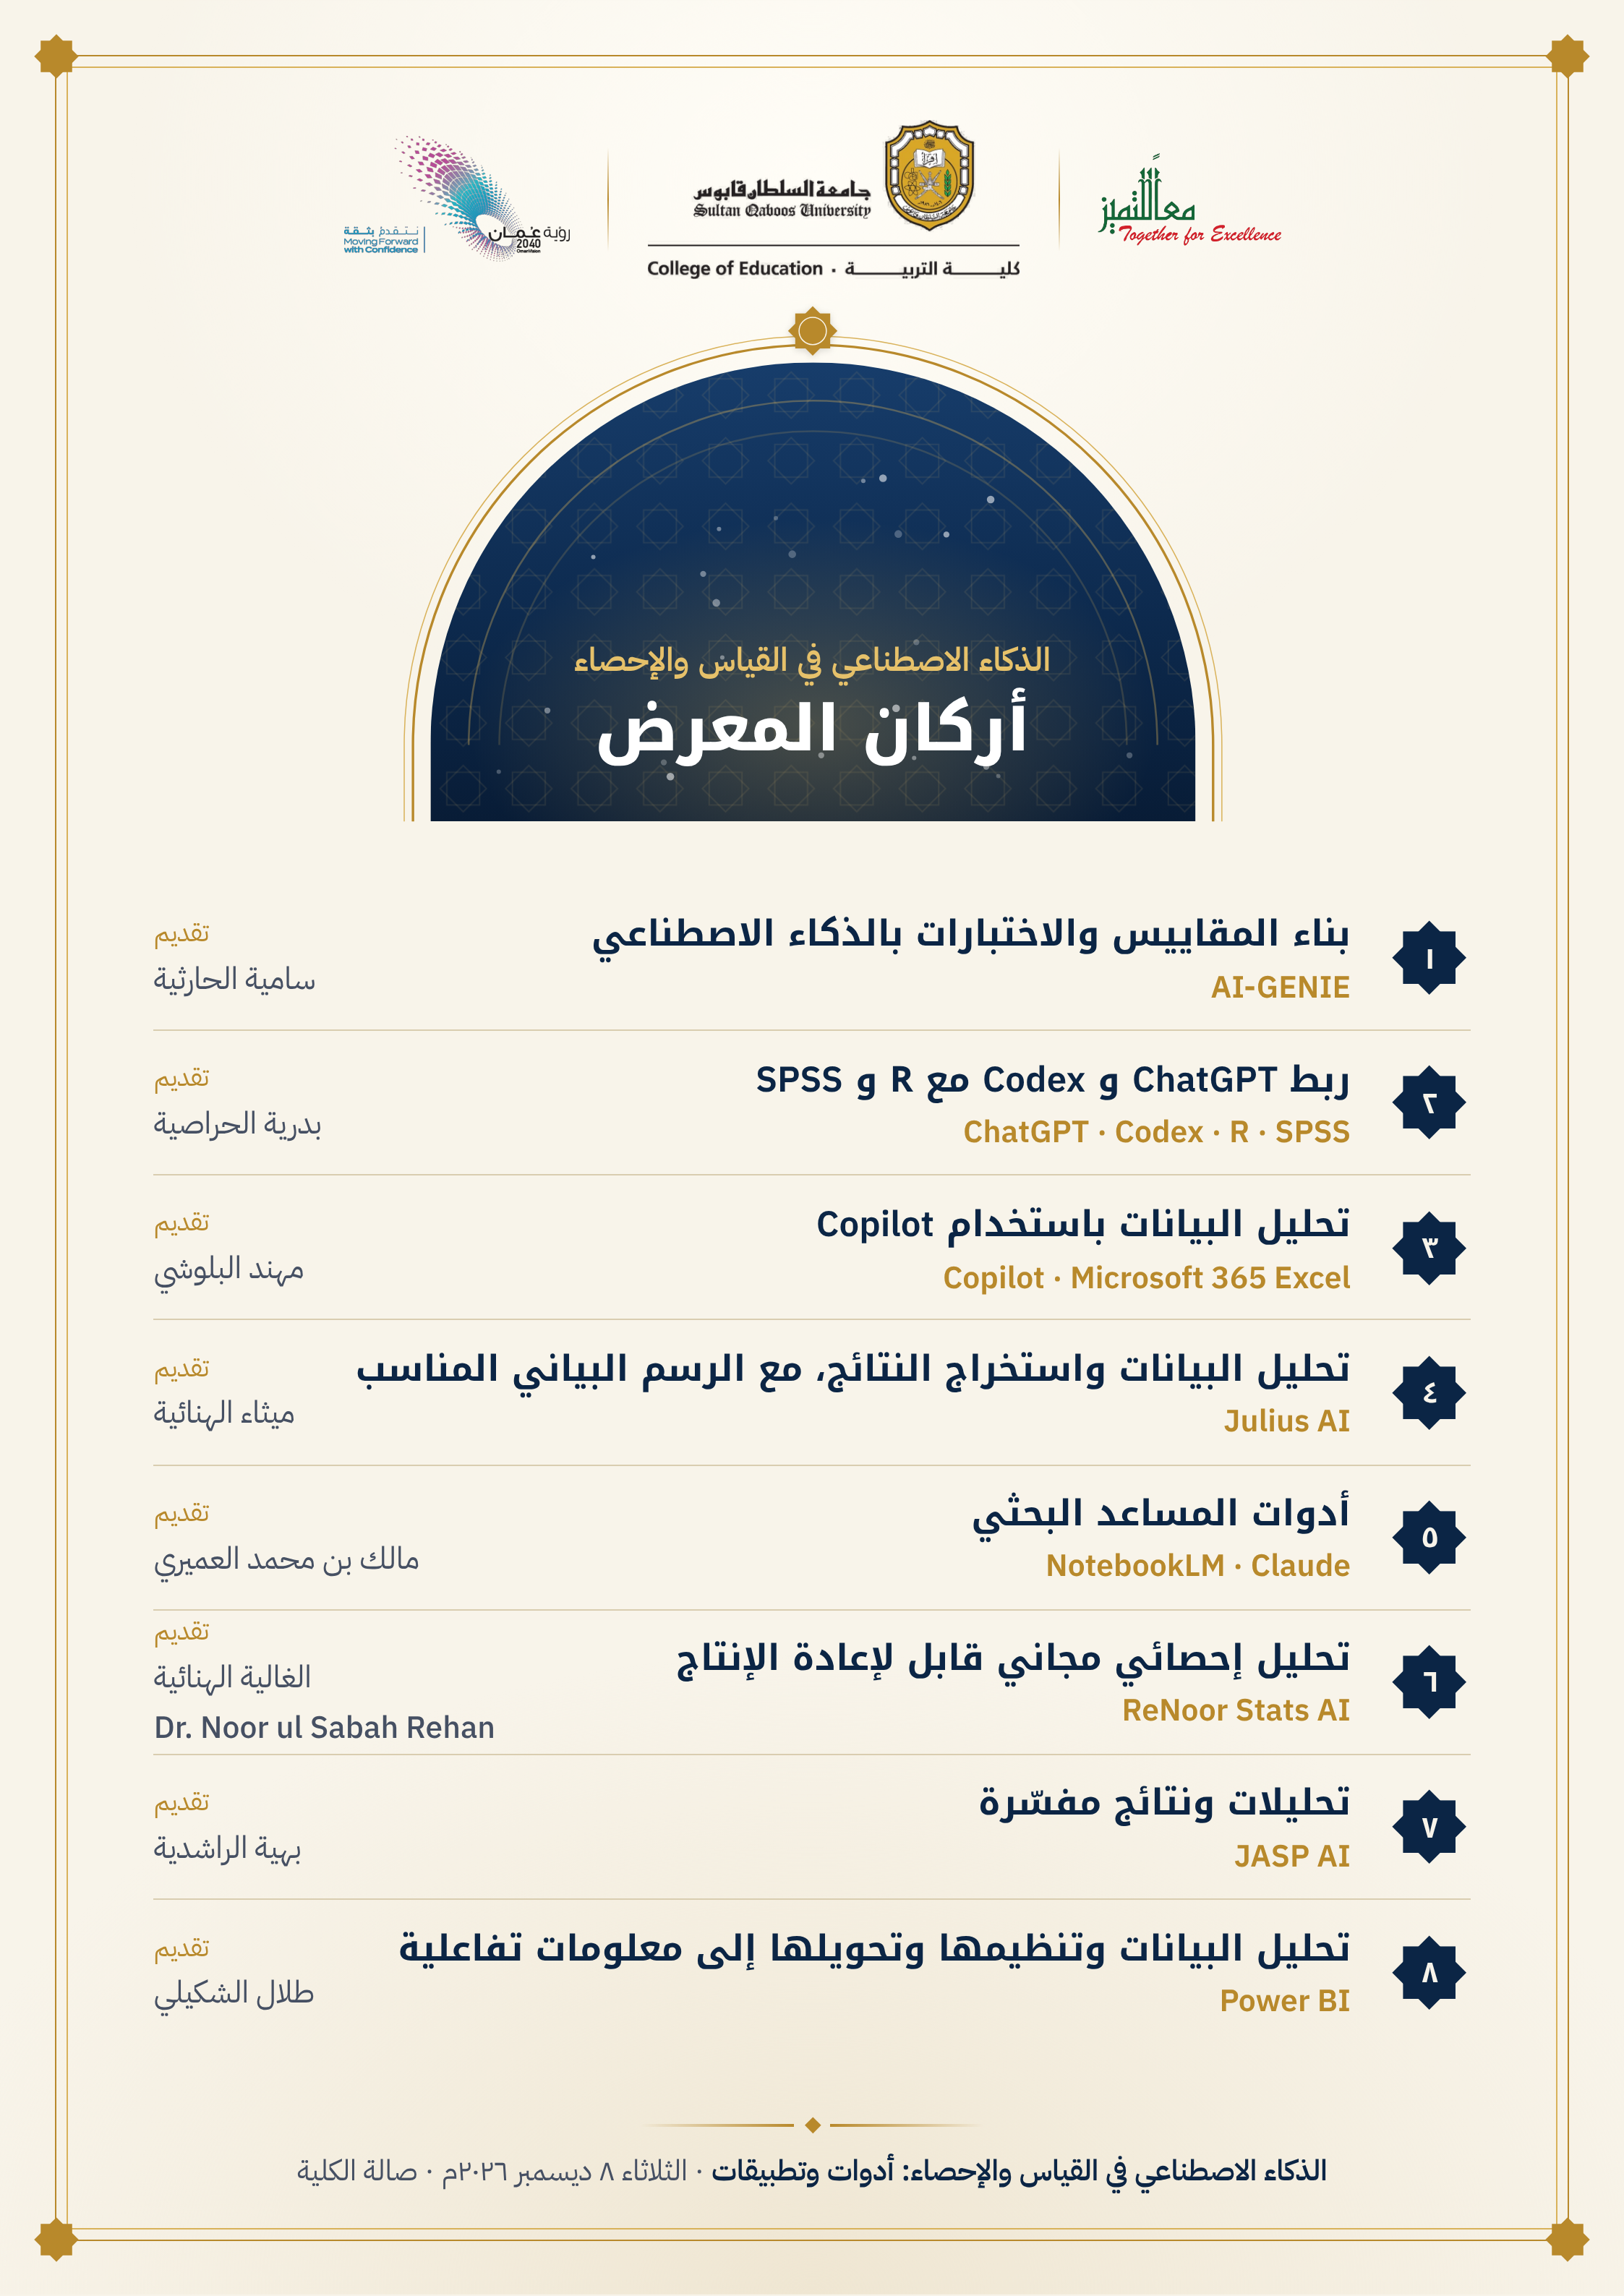 معاً للتميز
Together for Excellence
جامعة السلطان قابوس
Sultan Qaboos University
كليــة التربيــة · College of Education
رؤية عُمان
2040
Oman Vision
نتقدم بثقة
Moving Forward
with Confidence
الذكاء الاصطناعي في القياس والإحصاء
أركان المعرض
١
بناء المقاييس والاختبارات بالذكاء الاصطناعي
AI-GENIE
تقديم
سامية الحارثية
٢
ربط ChatGPT و Codex مع R و SPSS
ChatGPT · Codex · R · SPSS
تقديم
بدرية الحراصية
٣
تحليل البيانات باستخدام Copilot
Copilot · Microsoft 365 Excel
تقديم
مهند البلوشي
٤
تحليل البيانات واستخراج النتائج، مع الرسم البياني المناسب
Julius AI
تقديم
ميثاء الهنائية
٥
أدوات المساعد البحثي
NotebookLM · Claude
تقديم
مالك بن محمد العميري
٦
تحليل إحصائي مجاني قابل لإعادة الإنتاج
ReNoor Stats AI
تقديم
الغالية الهنائية
Dr. Noor ul Sabah Rehan
٧
تحليلات ونتائج مفسّرة
JASP AI
تقديم
بهية الراشدية
٨
تحليل البيانات وتنظيمها وتحويلها إلى معلومات تفاعلية
Power BI
تقديم
طلال الشكيلي
الذكاء الاصطناعي في القياس والإحصاء: أدوات وتطبيقات · الثلاثاء ٨ ديسمبر ٢٠٢٦م · صالة الكلية